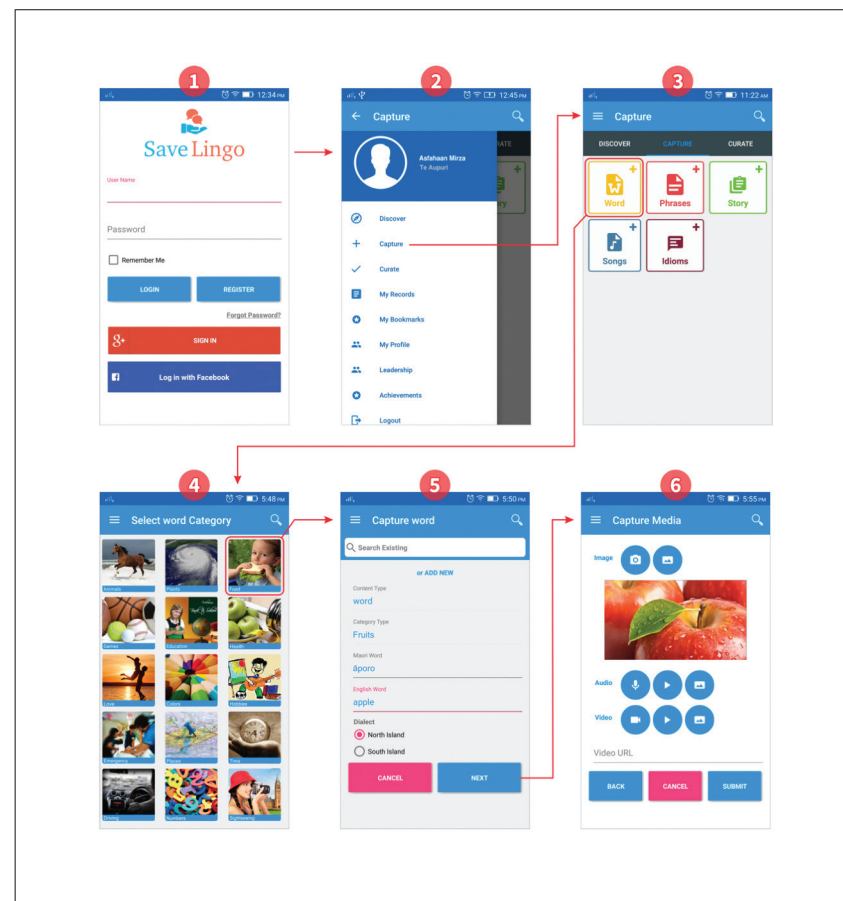 1
12:34 PM
Save Lingo
User Name
Password
Remember Me
LOGIN REGISTER
Forgot Password?
g+ SIGN IN
f Log in with Facebook
2
12:45 PM
Capture
Asfahaan Mirza
Te Aupuri
Discover
Capture
Curate
My Records
My Bookmarks
My Profile
Leadership
Achievements
Logout
3
11:22 AM
Capture
DISCOVER CAPTURE CURATE
Word Phrases Story
Songs Idioms
4
5:48 PM
Select word Category
Animals Plants Food
Games Education Health
Love Colors Hobbies
Emergency Places Time
Driving Numbers Sightseeing
5
5:50 PM
Capture word
Search Existing
or ADD NEW
Content Type
word
Category Type
Fruits
Maori Word
āporo
English Word
apple
Dialect
North Island
South Island
CANCEL NEXT
6
5:55 PM
Capture Media
Image
Audio
Video
Video URL
BACK CANCEL SUBMIT